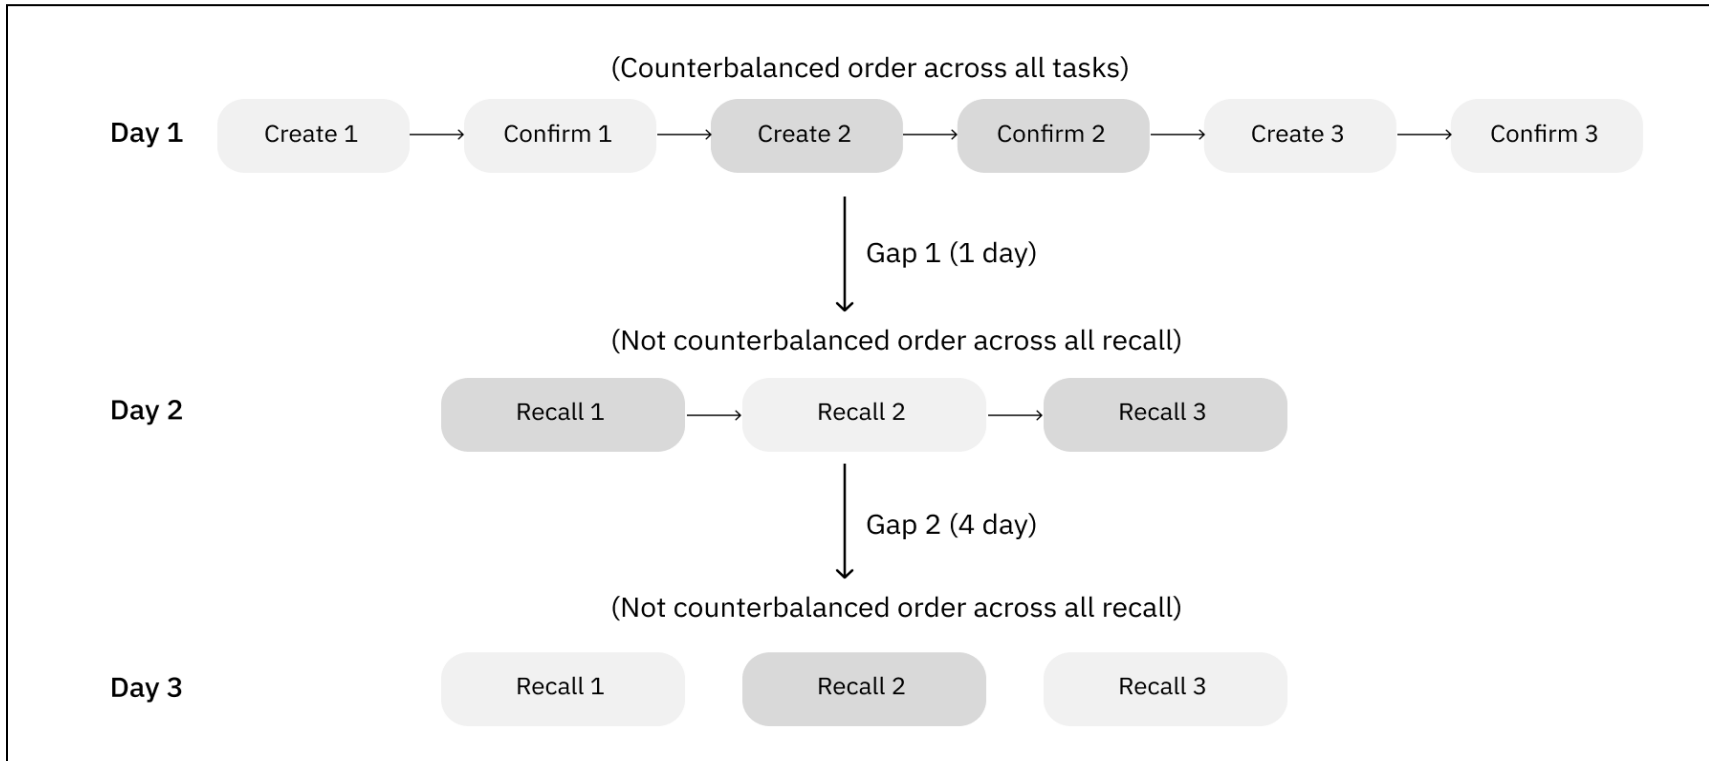 (Counterbalanced order across all tasks)
Day 1 Create 1 Confirm 1 Create 2 Confirm 2 Create 3 Confirm 3
Gap 1 (1 day)
(Not counterbalanced order across all recall)
Day 2 Recall 1 Recall 2 Recall 3
Gap 2 (4 day)
(Not counterbalanced order across all recall)
Day 3 Recall 1 Recall 2 Recall 3